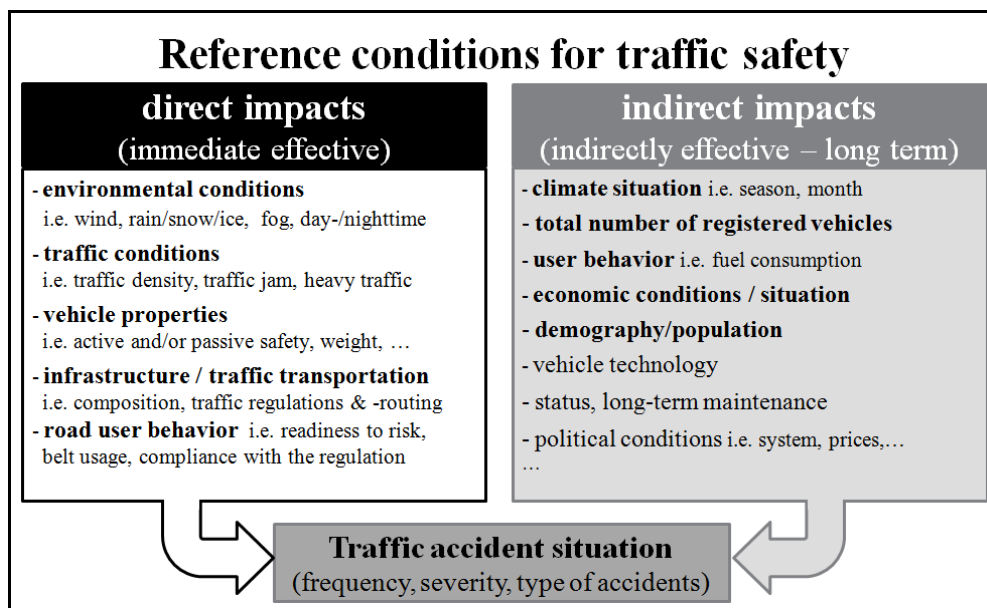 Reference conditions for traffic safety
direct impacts
(immediate effective)
- environmental conditions
i.e. wind, rain/snow/ice, fog, day-/nighttime
- traffic conditions
i.e. traffic density, traffic jam, heavy traffic
- vehicle properties
i.e. active and/or passive safety, weight, …
- infrastructure / traffic transportation
i.e. composition, traffic regulations & -routing
- road user behavior i.e. readiness to risk,
belt usage, compliance with the regulation
indirect impacts
(indirectly effective – long term)
- climate situation i.e. season, month
- total number of registered vehicles
- user behavior i.e. fuel consumption
- economic conditions / situation
- demography/population
- vehicle technology
- status, long-term maintenance
- political conditions i.e. system, prices,…
…
Traffic accident situation
(frequency, severity, type of accidents)